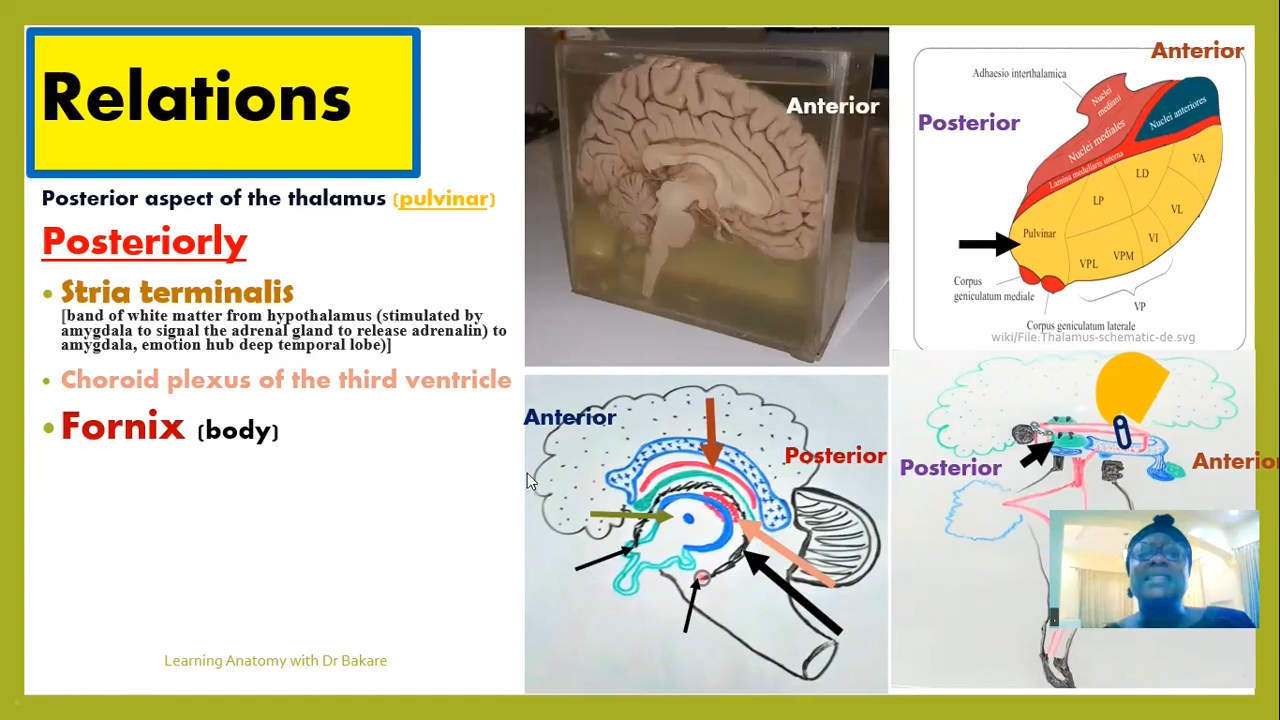 Relations
Posterior aspect of the thalamus (pulvinar)
Posteriorly
• Stria terminalis
[band of white matter from hypothalamus (stimulated by
amygdala to signal the adrenal gland to release adrenalin) to
amygdala, emotion hub deep temporal lobe)]
• Choroid plexus of the third ventricle
• Fornix (body)
Learning Anatomy with Dr Bakare
Anterior
Anterior
Posterior
Adhaesio interthalamica
Nuclei
mediani
Nuclei mediales
Nuclei anteriores
Lamina medullaris interna
VA
LD
LP
VL
Pulvinar
VI
VPM
VPL
Corpus
geniculatum mediale
VP
Corpus geniculatum laterale
wiki/File:Thalamus-schematic-de.svg
Anterior
Posterior
Posterior
Anterio